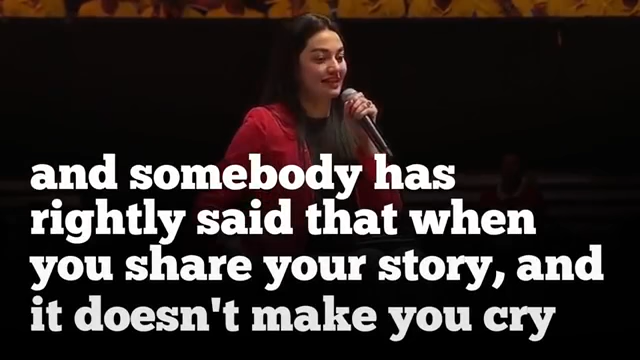 and somebody has
rightly said that when
you share your story, and
it doesn't make you cry